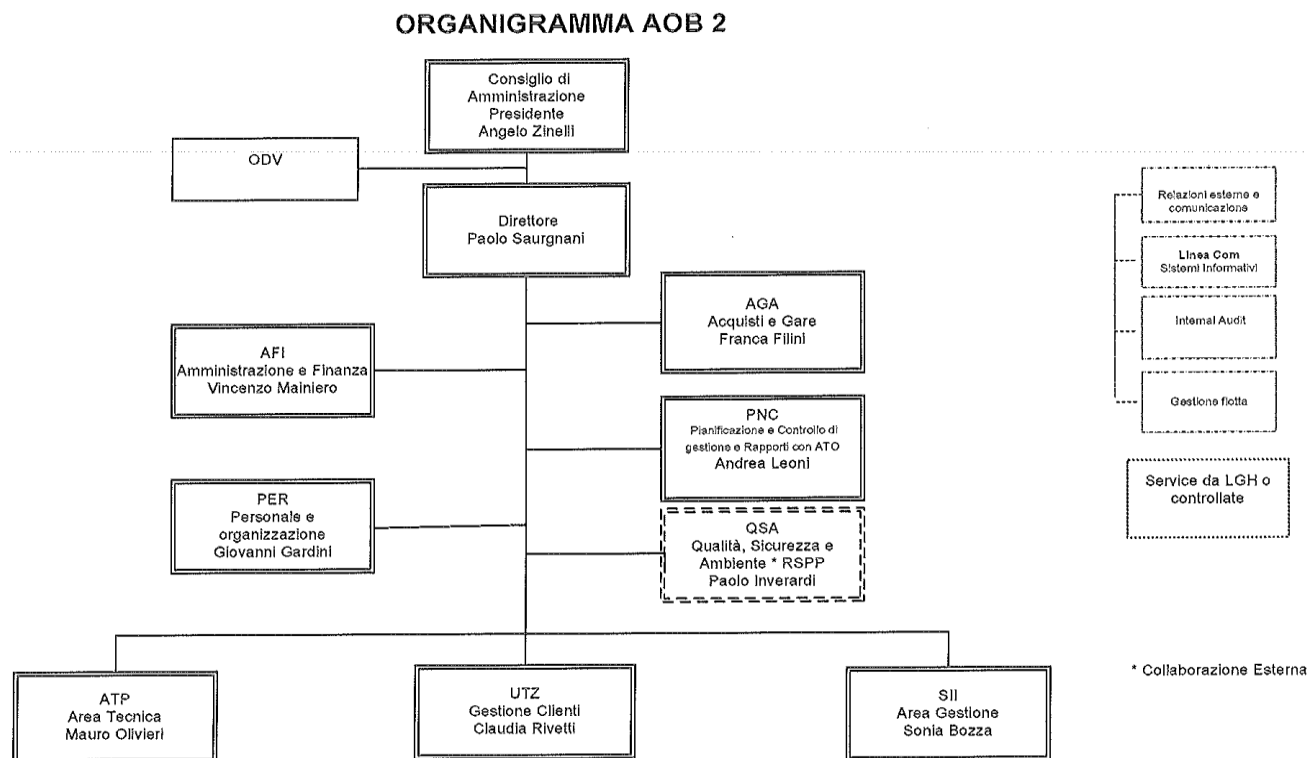 ORGANIGRAMMA AOB 2
Consiglio di
Amministrazione
Presidente
Angelo Zinelli
ODV
Direttore
Paolo Saurgnani
AGA
Acquisti e Gare
Franca Filini
AFI
Amministrazione e Finanza
Vincenzo Mainiero
PNC
Pianificazione e Controllo di
gestione e Rapporti con ATO
Andrea Leoni
PER
Personale e
organizzazione
Giovanni Gardini
QSA
Qualità, Sicurezza e
Ambiente * RSPP
Paolo Inverardi
ATP
Area Tecnica
Mauro Olivieri
UTZ
Gestione Clienti
Claudia Rivetti
SII
Area Gestione
Sonia Bozza
Relazioni esterne e
comunicazione
Linea Com
Sistemi Informativi
Internal Audit
Gestione flotta
Service da LGH o
controllate
* Collaborazione Esterna